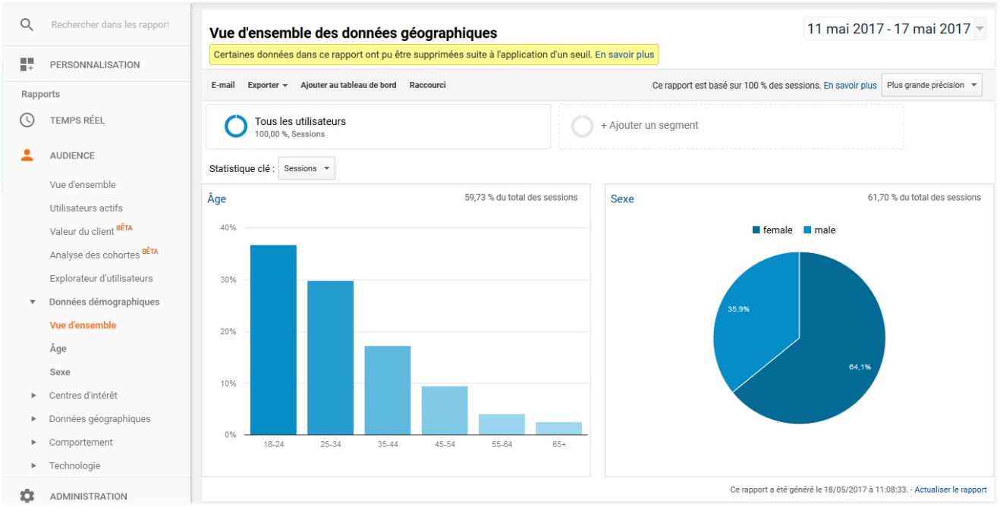 Rechercher dans les rapport
PERSONNALISATION
Rapports
TEMPS RÉEL
AUDIENCE
Vue d'ensemble
Utilisateurs actifs
Valeur du client BÊTA
Analyse des cohortes BÊTA
Explorateur d'utilisateurs
Données démographiques
Vue d'ensemble
Âge
Sexe
Centres d'intérêt
Données géographiques
Comportement
Technologie
ADMINISTRATION
Vue d'ensemble des données géographiques
11 mai 2017 - 17 mai 2017
Certaines données dans ce rapport ont pu être supprimées suite à l'application d'un seuil. En savoir plus
E-mail Exporter Ajouter au tableau de bord Raccourci
Ce rapport est basé sur 100 % des sessions. En savoir plus Plus grande précision
Tous les utilisateurs
100,00 %, Sessions
+ Ajouter un segment
Statistique clé : Sessions
Âge 59,73 % du total des sessions
40%
30%
20%
10%
0%
18-24 25-34 35-44 45-54 55-64 65+
Sexe 61,70 % du total des sessions
female male
35,9%
64,1%
Ce rapport a été généré le 18/05/2017 à 11:08:33. - Actualiser le rapport